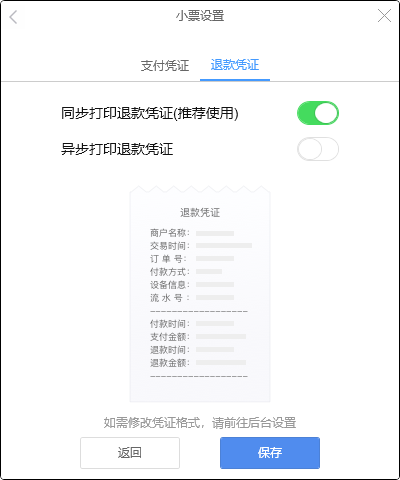 小票设置
支付凭证 退款凭证
同步打印退款凭证(推荐使用)
异步打印退款凭证
退款凭证
商户名称:
交易时间:
订 单 号:
付款方式:
设备信息:
流 水 号 :
付款时间:
支付金额:
退款时间:
退款金额:
如需修改凭证格式，请前往后台设置
返回 保存